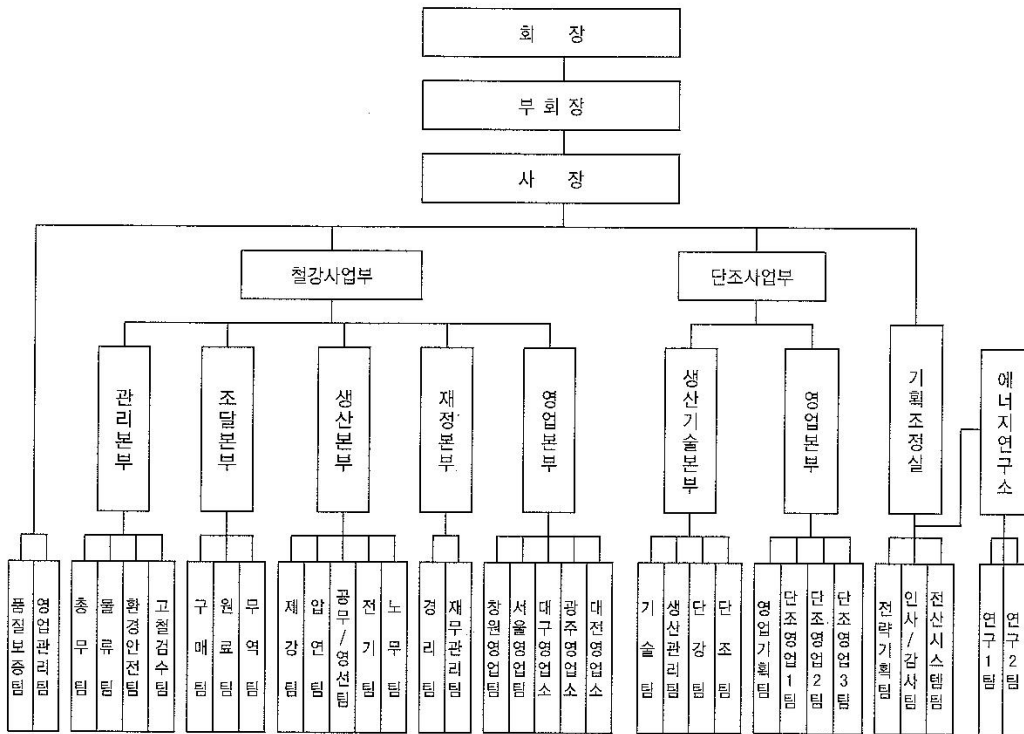 회 장
부 회 장
사 장
철강사업부
단조사업부
관리본부
조달본부
생산본부
재정본부
영업본부
생산기술본부
영업본부
기획조정실
에너지연구소
품질보증팀
영업관리팀
총 무 팀
물 류 팀
환경안전팀
고철검수팀
구 매 팀
원 료 팀
무 역 팀
제 강 팀
압 연 팀
공무/영선팀
전 기 팀
노 무 팀
경 리 팀
재무관리팀
창원영업팀
서울영업팀
대구영업소
광주영업소
대전영업소
기 술 팀
생산관리팀
단 강 팀
단 조 팀
영업기획팀
단조영업1팀
단조영업2팀
단조영업3팀
전략기획팀
인사/감사팀
전산시스템팀
연구1팀
연구2팀